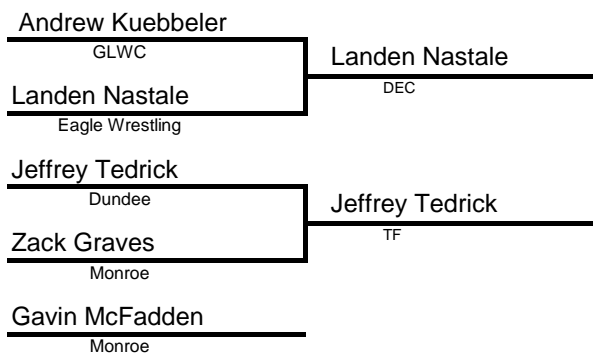 Andrew Kuebbeler
GLWC
Landen Nastale
DEC
Landen Nastale
Eagle Wrestling
Jeffrey Tedrick
Dundee
Jeffrey Tedrick
TF
Zack Graves
Monroe
Gavin McFadden
Monroe